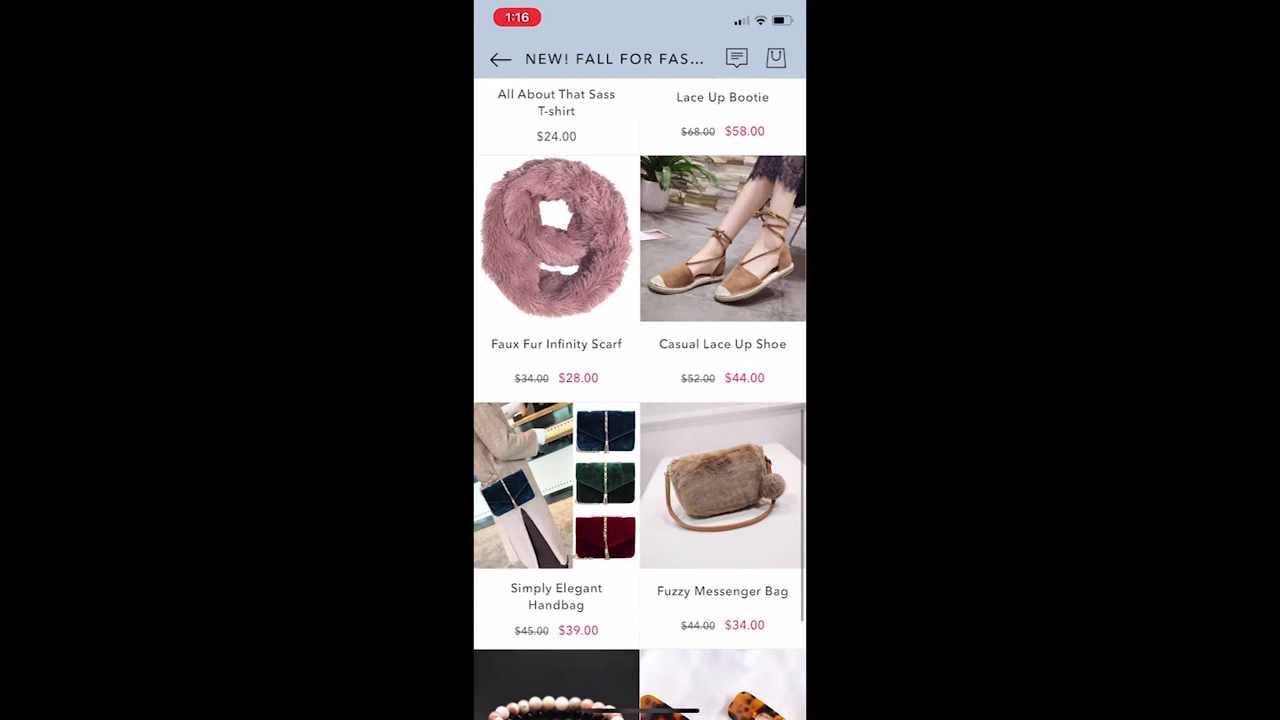 1:16
NEW! FALL FOR FAS...
All About That Sass
T-shirt
$24.00
Lace Up Bootie
$68.00 $58.00
Faux Fur Infinity Scarf
$34.00 $28.00
Casual Lace Up Shoe
$52.00 $44.00
Simply Elegant
Handbag
$45.00 $39.00
Fuzzy Messenger Bag
$44.00 $34.00